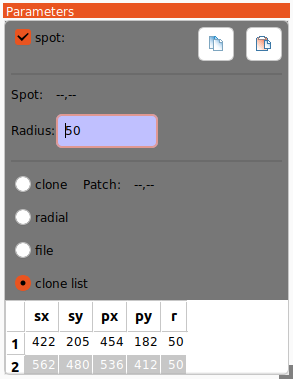 Parameters
spot:
Spot: --,--
Radius: 50
clone Patch: --,--
radial
file
clone list
sx sy px py r
1 422 205 454 182 50
2 562 480 536 412 50